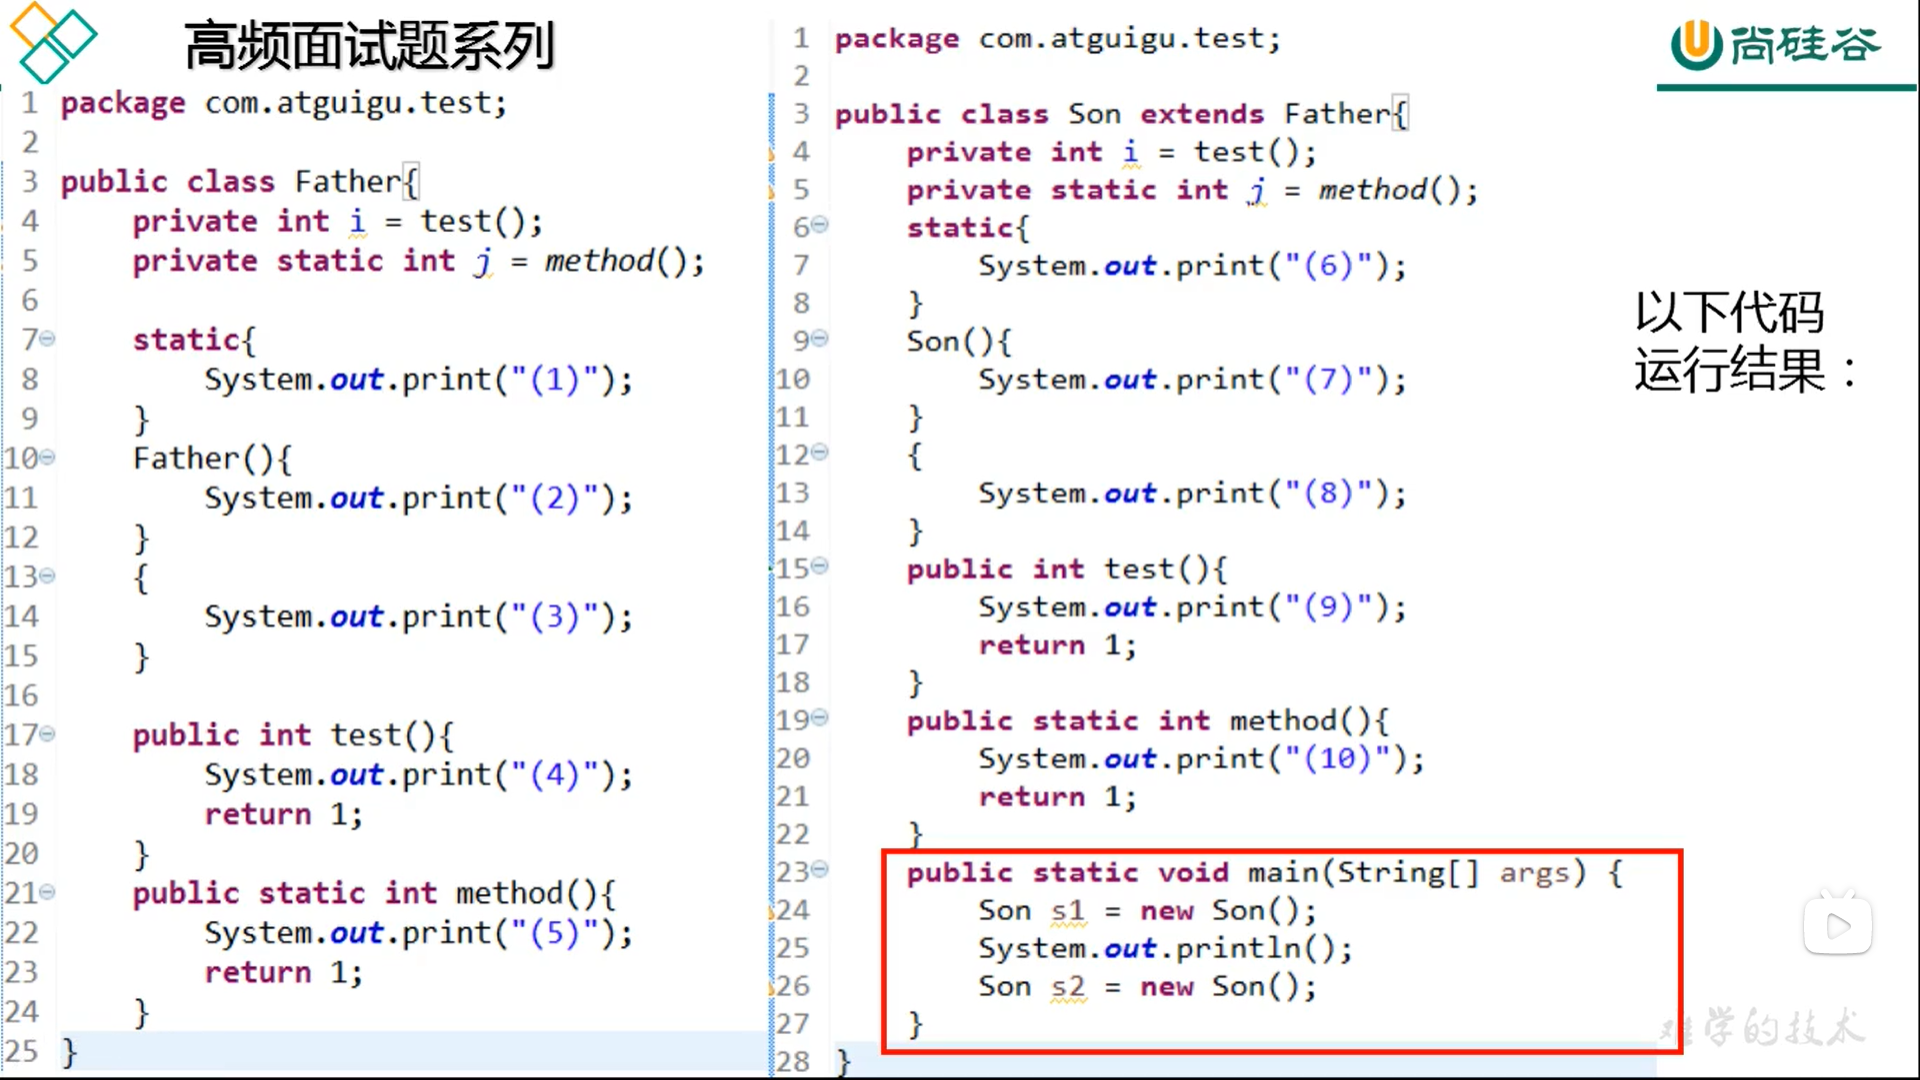 高频面试题系列
1 package com.atguigu.test;
2
3 public class Father{
4     private int i = test();
5     private static int j = method();
6
7     static{
8         System.out.print("(1)");
9     }
10     Father(){
11         System.out.print("(2)");
12     }
13     {
14         System.out.print("(3)");
15     }
16
17     public int test(){
18         System.out.print("(4)");
19         return 1;
20     }
21     public static int method(){
22         System.out.print("(5)");
23         return 1;
24     }
25 }
1 package com.atguigu.test;
2
3 public class Son extends Father{
4     private int i = test();
5     private static int j = method();
6     static{
7         System.out.print("(6)");
8     }
9     Son(){
10         System.out.print("(7)");
11     }
12     {
13         System.out.print("(8)");
14     }
15     public int test(){
16         System.out.print("(9)");
17         return 1;
18     }
19     public static int method(){
20         System.out.print("(10)");
21         return 1;
22     }
23     public static void main(String[] args) {
24         Son s1 = new Son();
25         System.out.println();
26         Son s2 = new Son();
27     }
28 }
尚硅谷
以下代码
运行结果：
难学的技术